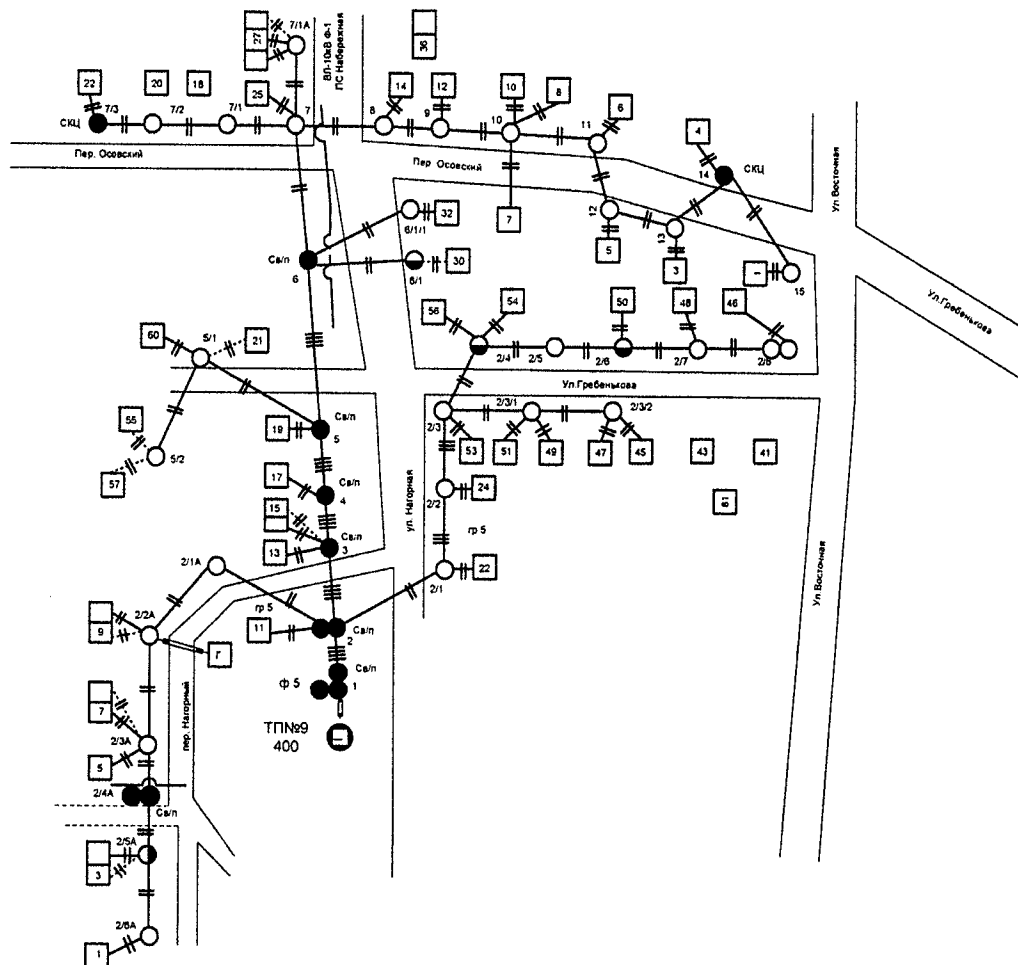 7/1А
27
ВЛ-10кВ Ф-1
ПС Набережная
36
22
20
18
25
14
12
10
8
6
4
СКЦ
7/3
7/2
7/1
7
8
9
10
11
14
СКЦ
Пер. Осовский
Пер. Осовский
Ул.Восточная
32
6/1/1
7
12
5
13
3
1
15
Св/п
6
6/1
30
Ул.Гребенькова
56
54
50
48
46
60
5/1
21
2/4
2/5
2/6
2/7
2/8
Ул.Гребенькова
55
57
5/2
19
Св/п
5
2/3
2/3/1
2/3/2
53
51
49
47
45
43
41
61
17
Св/п
4
15
13
Св/п
3
ул. Нагорная
2/2
24
гр 5
2/1
22
2/1А
гр 5
11
Св/п
2
Ул.Восточная
2/2А
9
Г
Св/п
ф 5
1
ТП№9
400
7
2/3А
5
пер. Нагорный
2/4А
Св/п
2/5А
3
2/6А
1